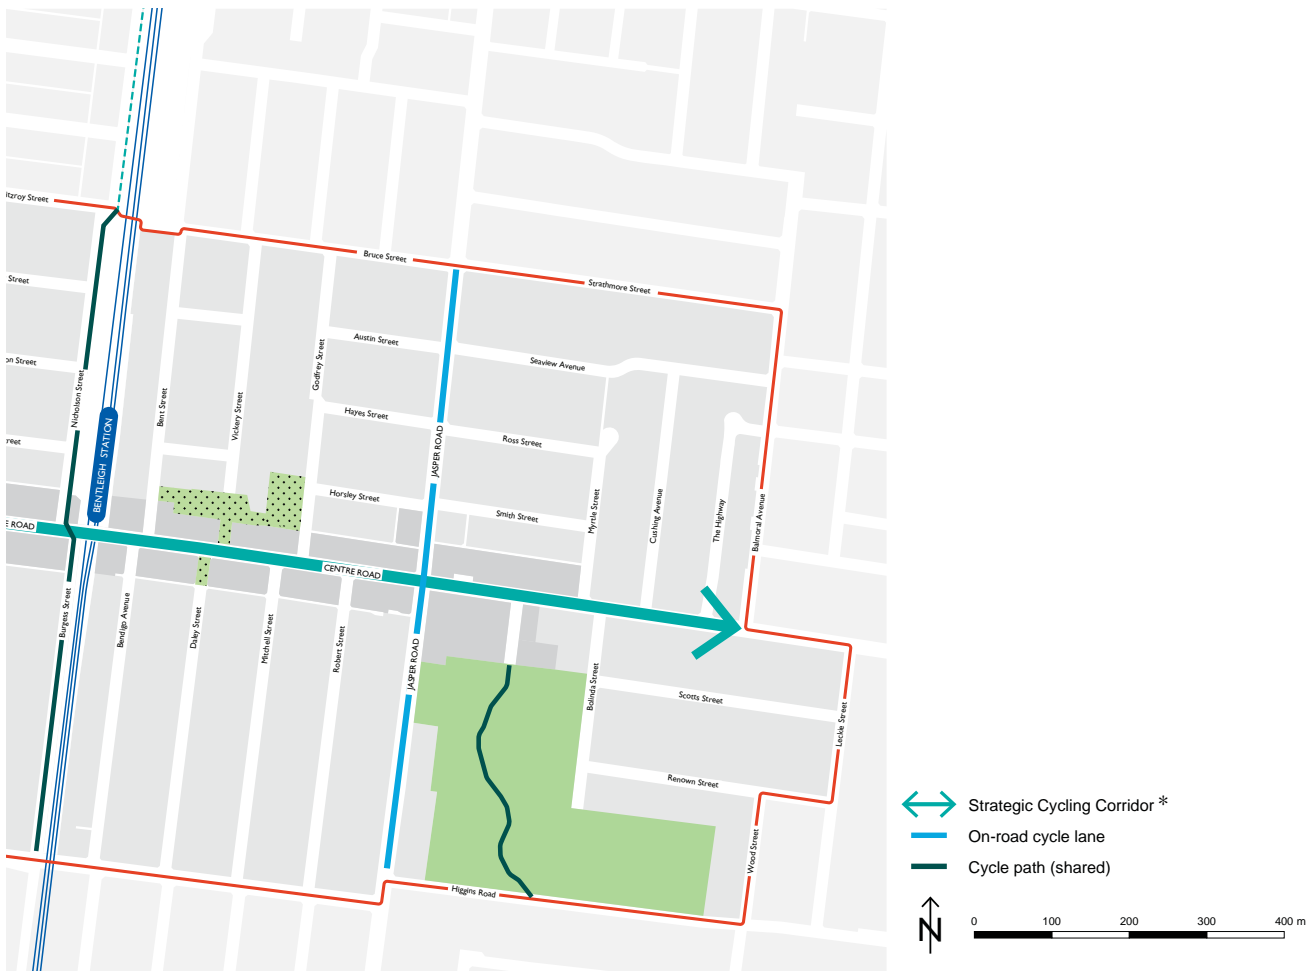 itzroy Street
Bruce Street
Strathmore Street
Street
Austin Street
Seaview Avenue
on Street
Godfrey Street
Nicholson Street
Bent Street
Vickery Street
Hayes Street
Ross Street
JASPER ROAD
reet
BENTLEIGH STATION
Horsley Street
Smith Street
Myrtle Street
Cushing Avenue
The Highway
Balmoral Avenue
E ROAD
CENTRE ROAD
Burgess Street
Bendigo Avenue
Daley Street
Mitchell Street
Robert Street
JASPER ROAD
Bolinda Street
Scotts Street
Leckie Street
Renown Street
Wood Street
Higgins Road
Strategic Cycling Corridor *
On-road cycle lane
Cycle path (shared)
N
0 100 200 300 400 m